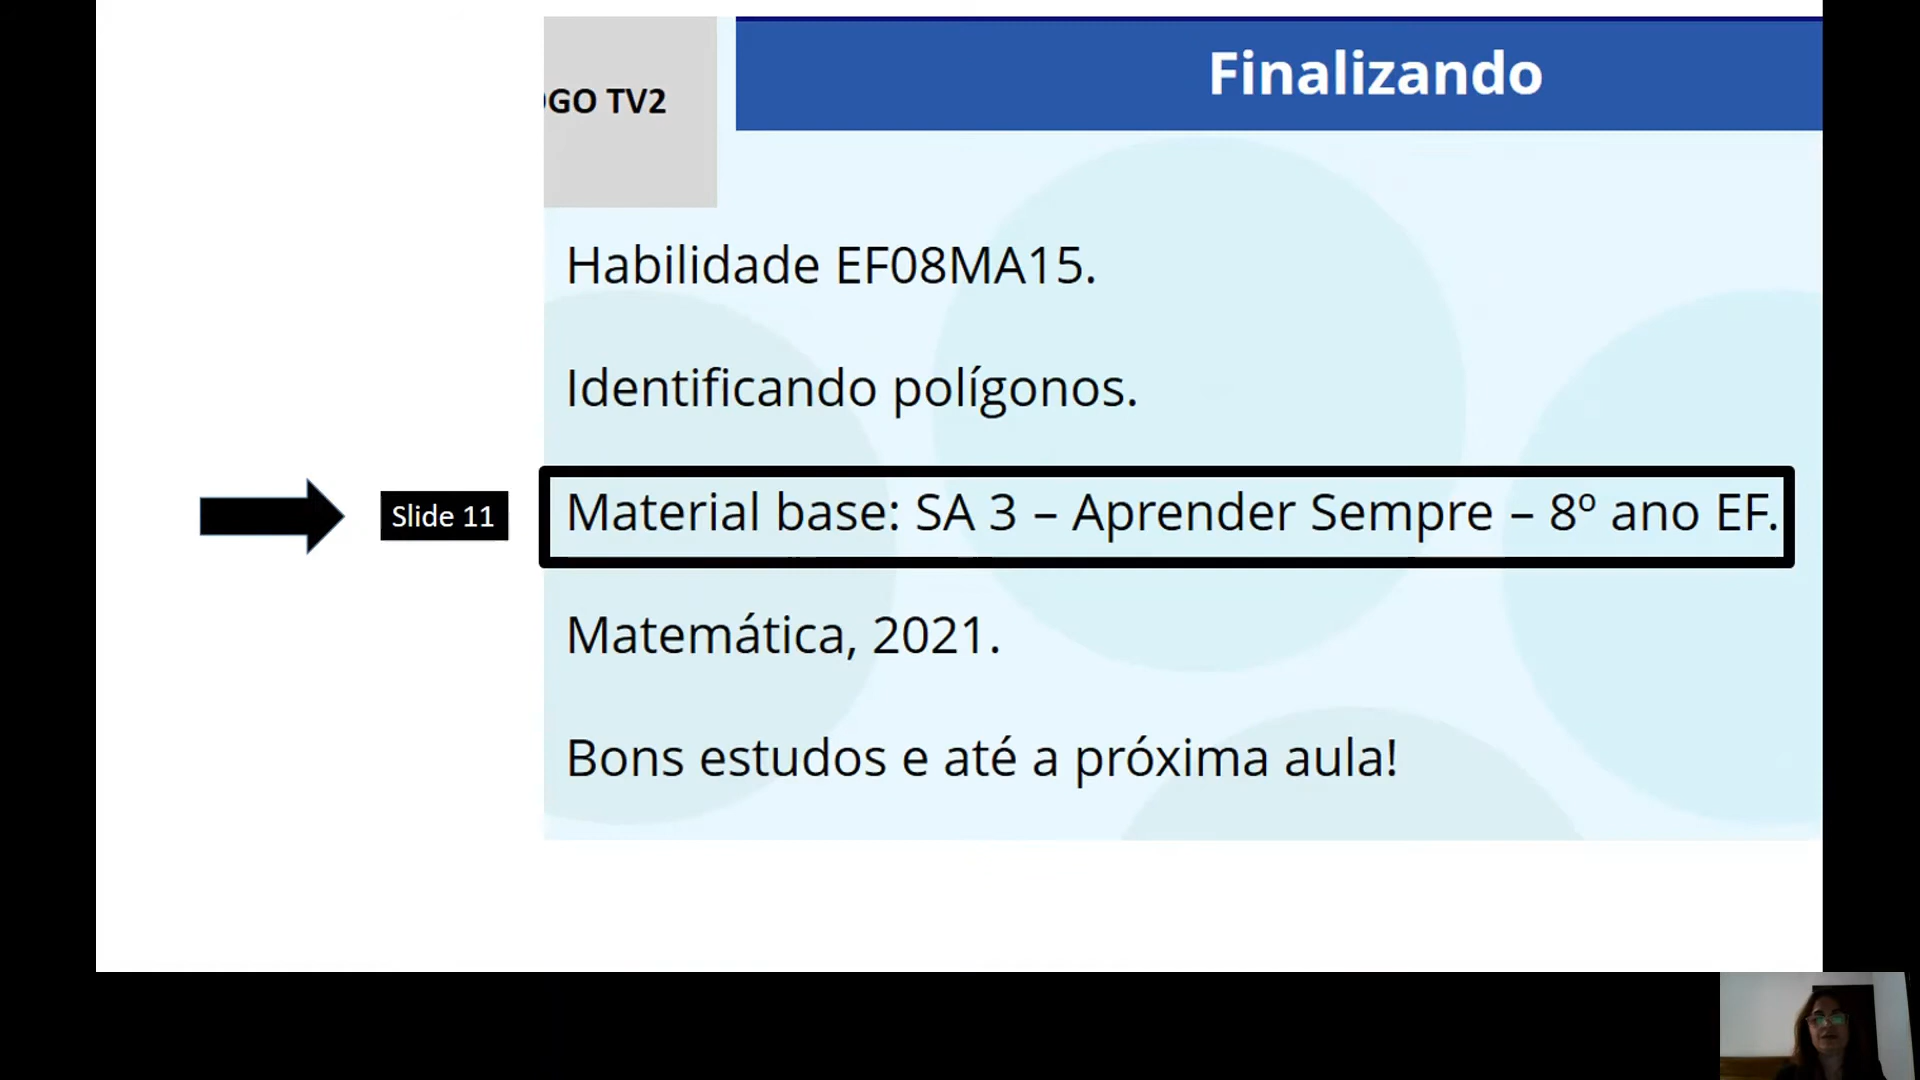 GO TV2
Finalizando
Habilidade EF08MA15.
Identificando polígonos.
Slide 11
Material base: SA 3 – Aprender Sempre – 8º ano EF.
Matemática, 2021.
Bons estudos e até a próxima aula!